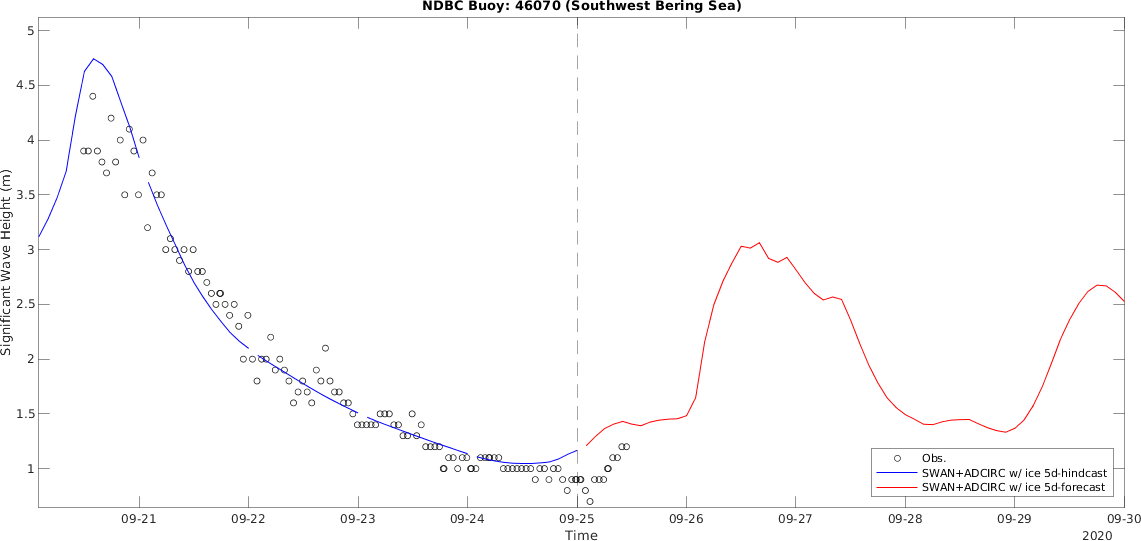 NDBC Buoy: 46070 (Southwest Bering Sea)
5
4.5
4
3.5
3
2.5
2
1.5
1
Significant Wave Height (m)
Obs.
SWAN+ADCIRC w/ ice 5d-hindcast
SWAN+ADCIRC w/ ice 5d-forecast
09-21 09-22 09-23 09-24 09-25 09-26 09-27 09-28 09-29 09-30
Time
2020